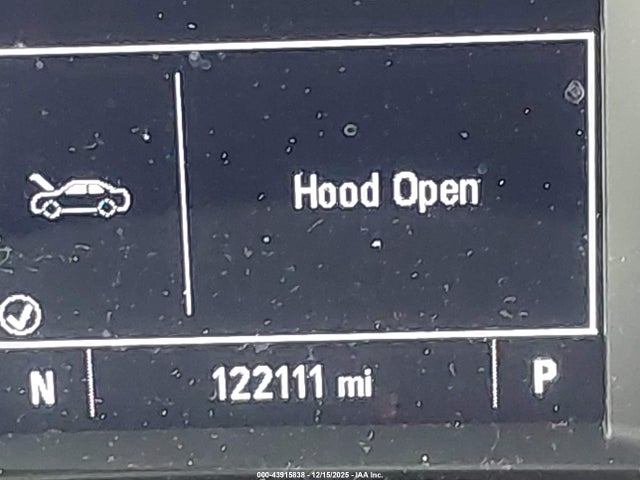 Hood Open
N 122111 mi P
000-43915838 - 12/15/2025 - IAA Inc.